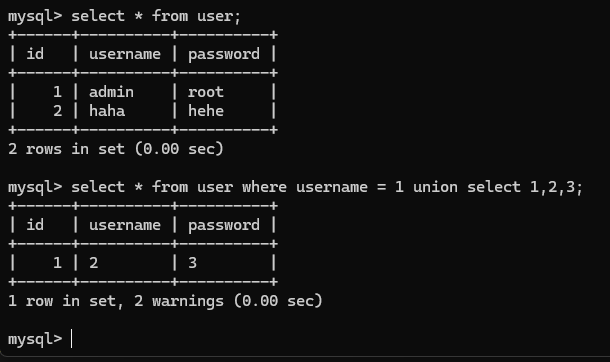 mysql> select * from user;
+------+----------+----------+
| id   | username | password |
+------+----------+----------+
|    1 | admin    | root     |
|    2 | haha     | hehe     |
+------+----------+----------+
2 rows in set (0.00 sec)

mysql> select * from user where username = 1 union select 1,2,3;
+------+----------+----------+
| id   | username | password |
+------+----------+----------+
|    1 | 2        | 3        |
+------+----------+----------+
1 row in set, 2 warnings (0.00 sec)

mysql>